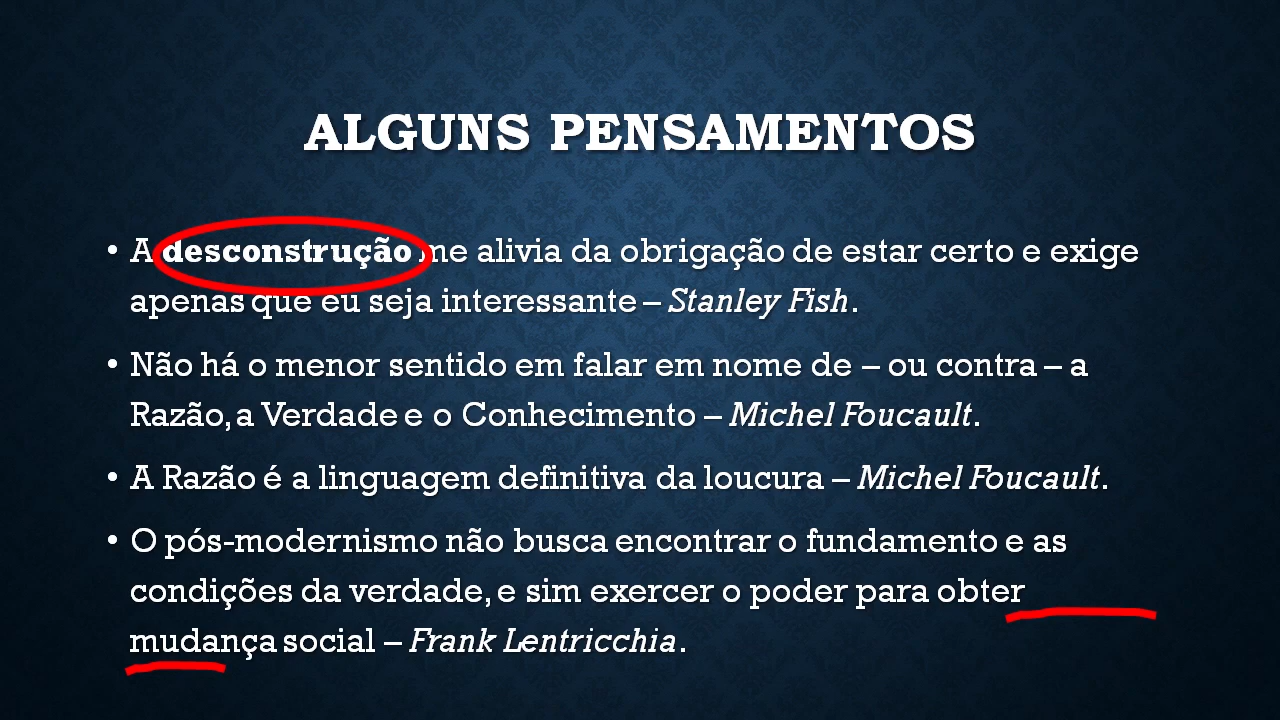 ALGUNS PENSAMENTOS
• A desconstrução me alivia da obrigação de estar certo e exige
apenas que eu seja interessante – Stanley Fish.
• Não há o menor sentido em falar em nome de – ou contra – a
Razão, a Verdade e o Conhecimento – Michel Foucault.
• A Razão é a linguagem definitiva da loucura – Michel Foucault.
• O pós-modernismo não busca encontrar o fundamento e as
condições da verdade, e sim exercer o poder para obter
mudança social – Frank Lentricchia.